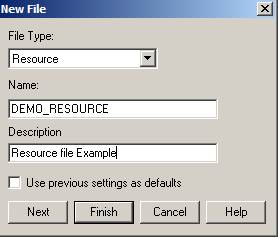 New File
File Type:
Resource
Name:
DEMO_RESOURCE
Description
Resource file Example
Use previous settings as defaults
Next Finish Cancel Help